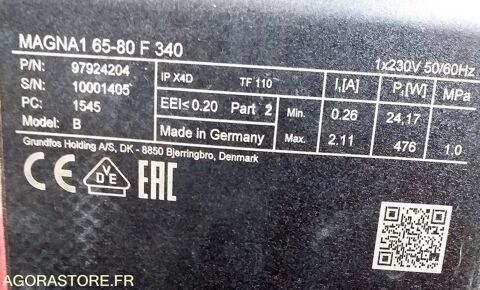 MAGNA1 65-80 F 340
1x230V 50/60Hz
P/N: 97924204
S/N: 10001405
PC: 1545
Model: B
IP X4D TF 110
EEI≤0.20 Part 2
Made in Germany
I₁[A] P₁[W] MPa
Min. 0.26 24,17
Max. 2.11 476 1.0
Grundfos Holding A/S, DK - 8850 Bjerringbro, Denmark
CE DVE EAC
AGORASTORE.FR